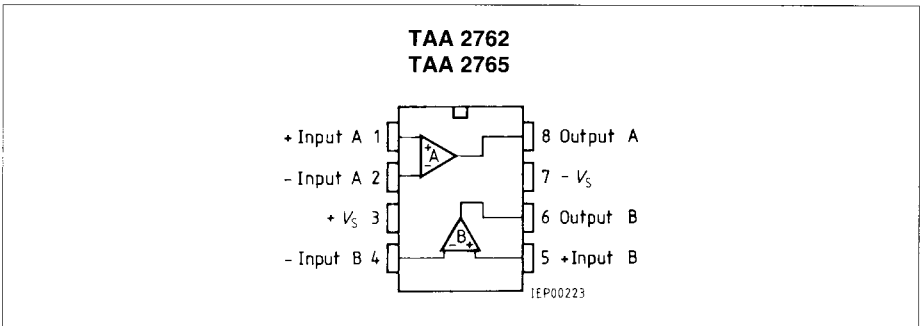 TAA 2762
TAA 2765
+ Input A 1
8 Output A
- Input A 2
7 - VS
+ VS 3
6 Output B
- Input B 4
5 +Input B
+
A
-
B
- +
IEP00223